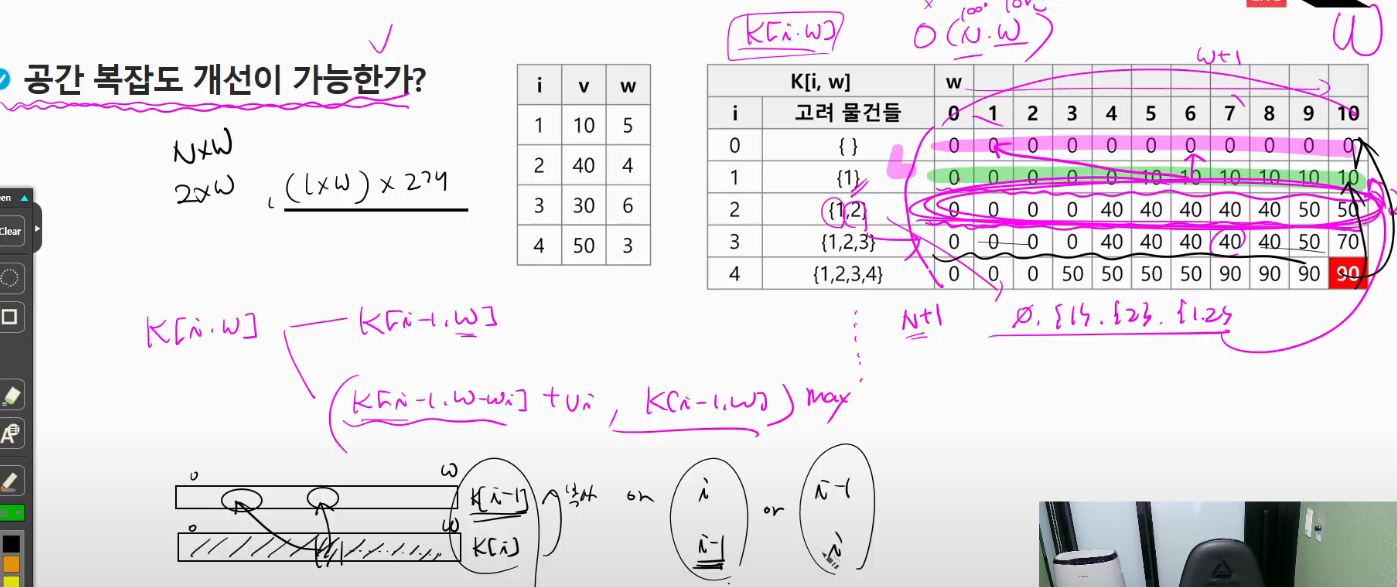 공간 복잡도 개선이 가능한가?
K[i·W]
O(N·W)
N×W
2×W
, (1×W) × 2개
i v w
1 10 5
2 40 4
3 30 6
4 50 3
W+1
W
K[i, w] w
i 고려 물건들 0 1 2 3 4 5 6 7 8 9 10
0 { } 0 0 0 0 0 0 0 0 0 0 0
1 {1} 0 0 0 0 0 10 10 10 10 10 10
2 {1,2} 0 0 0 0 40 40 40 40 40 50 50
3 {1,2,3} 0 0 0 0 40 40 40 40 40 50 70
4 {1,2,3,4} 0 0 0 50 50 50 50 90 90 90 90
N+1
∅. {1}. {2}. {1.2}
K[i·W]
K[i-1, W]
(K[i-1, W-Wi] + Vi , K[i-1, W]) max
0 W K[i-1] 복사 or i or i-1
0 W K[i] i-1 i
Clear